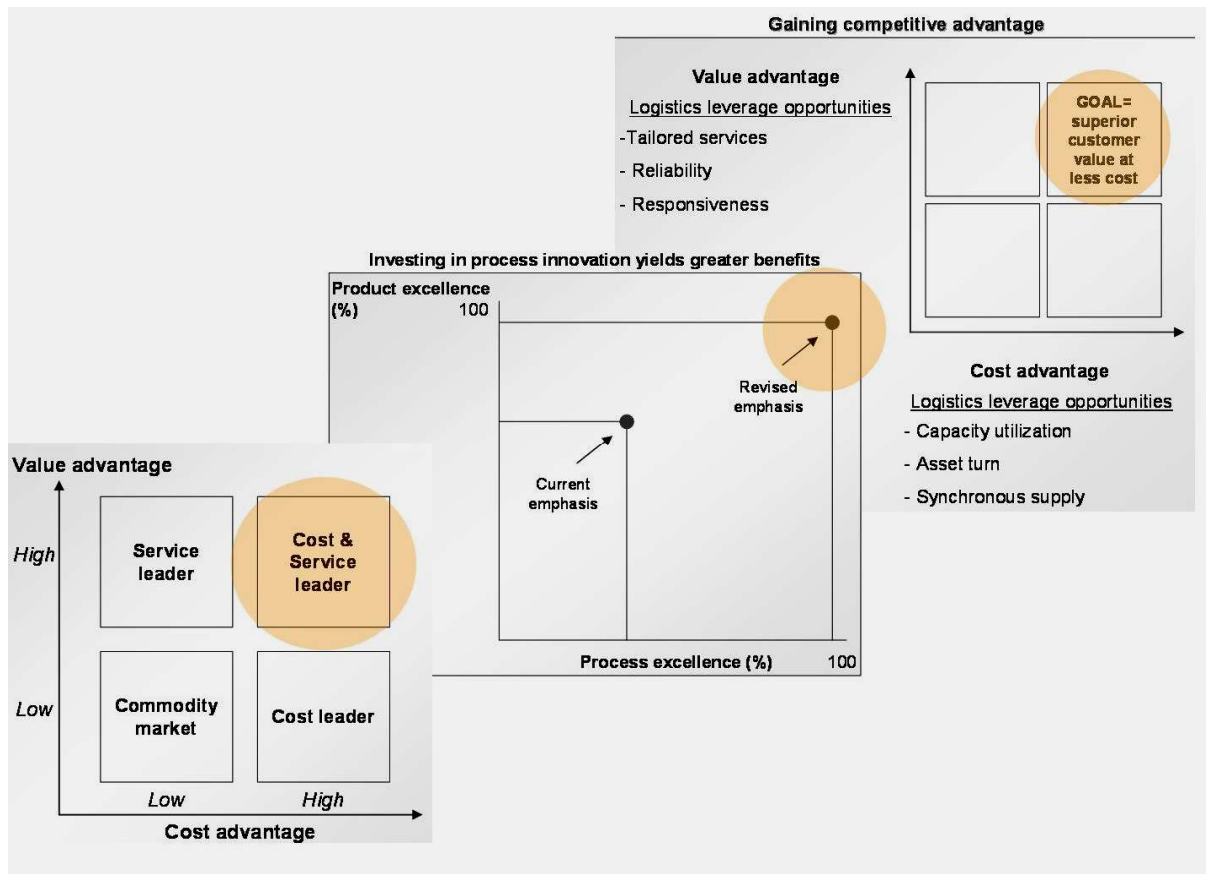 Gaining competitive advantage
Value advantage
Logistics leverage opportunities
-Tailored services
- Reliability
- Responsiveness
GOAL=
superior
customer
value at
less cost
Cost advantage
Logistics leverage opportunities
- Capacity utilization
- Asset turn
- Synchronous supply
Investing in process innovation yields greater benefits
Product excellence
(%)
100
Revised
emphasis
Current
emphasis
Process excellence (%)
100
Value advantage
High
Service
leader
Cost &
Service
leader
Low
Commodity
market
Cost leader
Low
High
Cost advantage